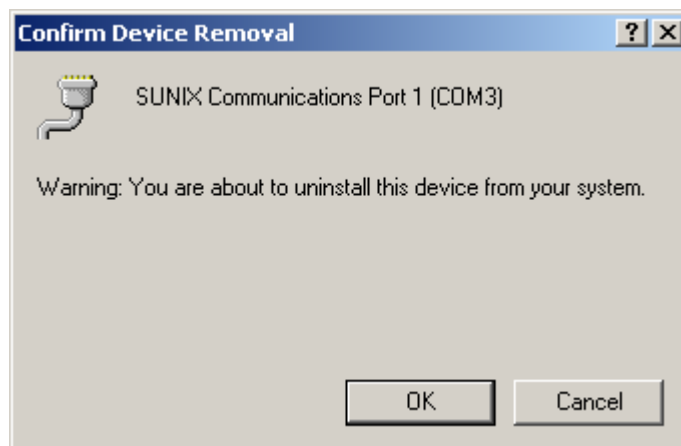 Confirm Device Removal
SUNIX Communications Port 1 (COM3)
Warning: You are about to uninstall this device from your system.
OK
Cancel